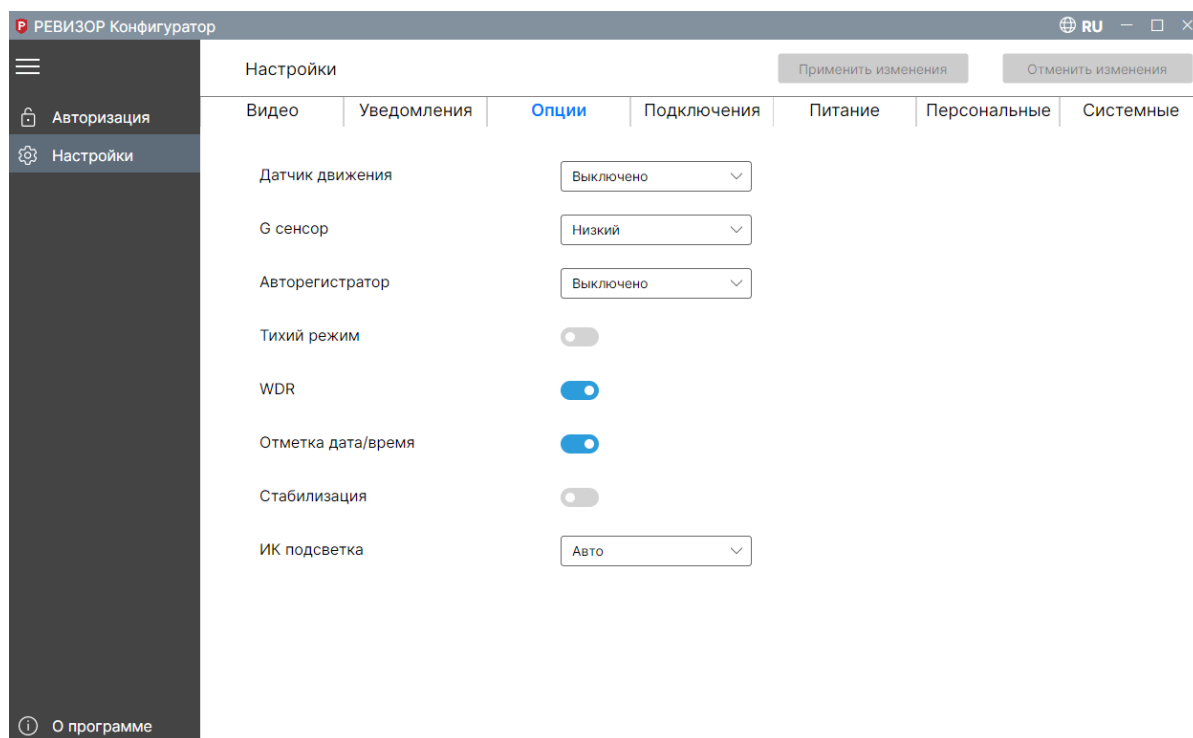 РЕВИЗОР Конфигуратор
RU
Настройки
Применить изменения
Отменить изменения
Авторизация
Настройки
Видео
Уведомления
Опции
Подключения
Питание
Персональные
Системные
Датчик движения
Выключено
G сенсор
Низкий
Авторегистратор
Выключено
Тихий режим
WDR
Отметка дата/время
Стабилизация
ИК подсветка
Авто
О программе